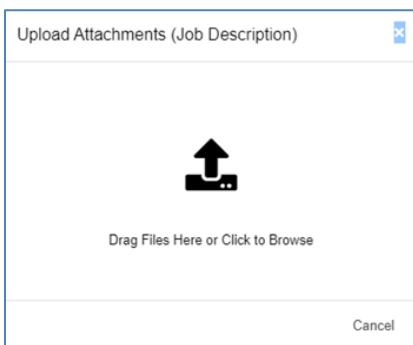 Upload Attachments (Job Description)
Drag Files Here or Click to Browse
Cancel